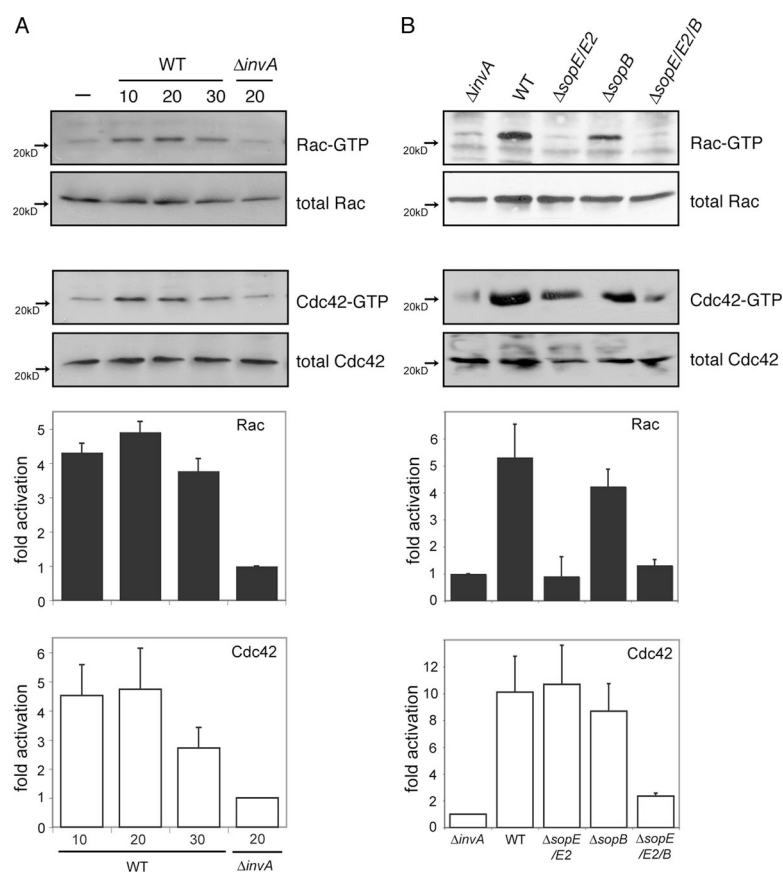 A
WT
ΔinvA
–
10
20
30
20
20kD
Rac-GTP
20kD
total Rac
20kD
Cdc42-GTP
20kD
total Cdc42
Rac
fold activation
5
4
3
2
1
0
Cdc42
fold activation
6
5
4
3
2
1
0
10
20
30
20
WT
ΔinvA
B
ΔinvA
WT
ΔsopE/E2
ΔsopB
ΔsopE/E2/B
20kD
Rac-GTP
20kD
total Rac
20kD
Cdc42-GTP
20kD
total Cdc42
Rac
fold activation
6
5
4
3
2
1
0
Cdc42
fold activation
12
10
8
6
4
2
0
ΔinvA
WT
ΔsopE
/E2
ΔsopB
ΔsopE
/E2/B